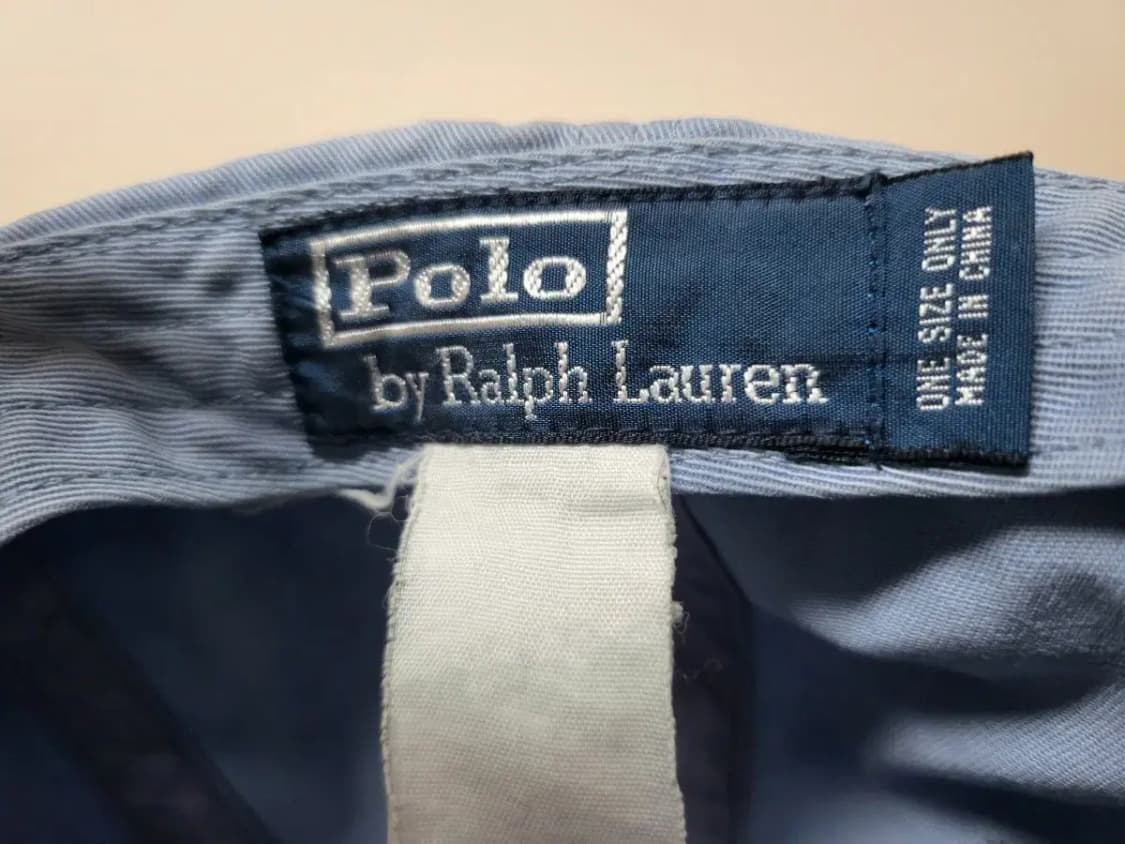 Polo
by Ralph Lauren
ONE SIZE ONLY
MADE IN CHINA